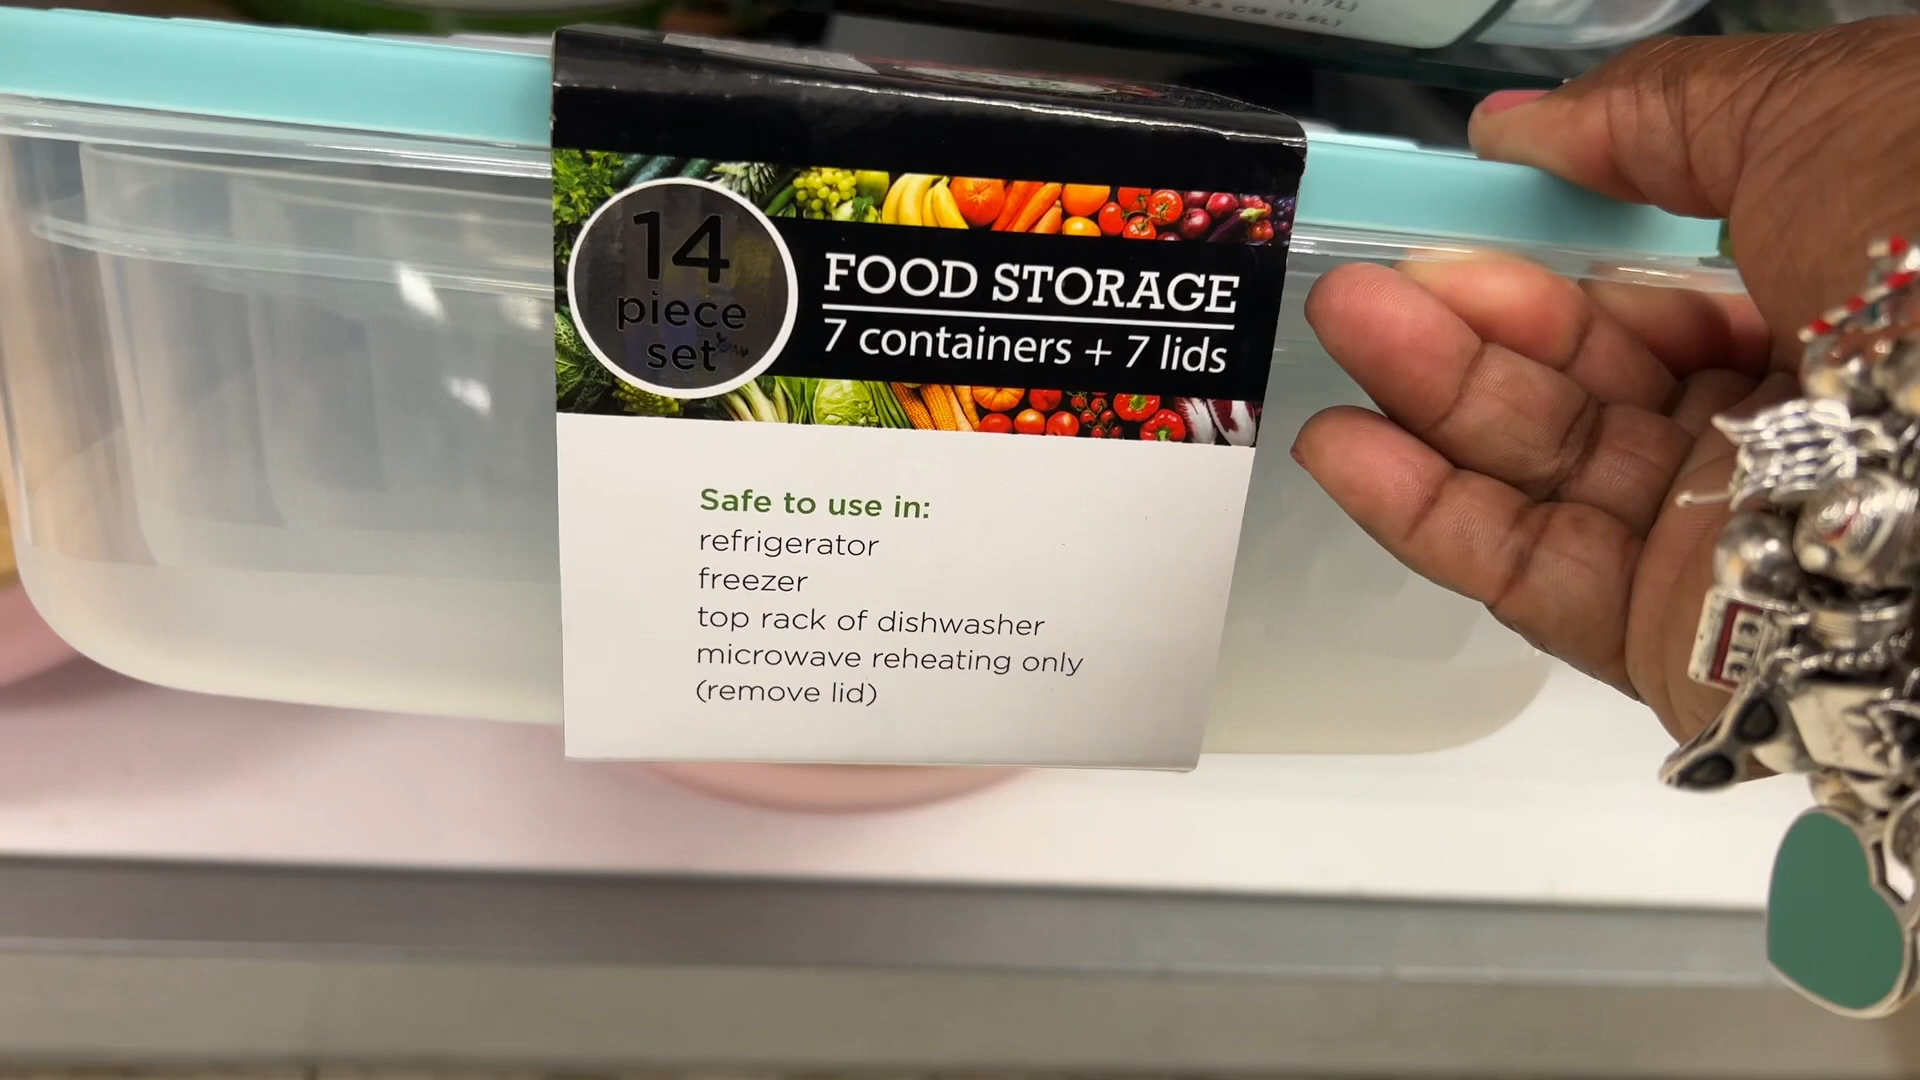 14
piece
set
FOOD STORAGE
7 containers + 7 lids
Safe to use in:
refrigerator
freezer
top rack of dishwasher
microwave reheating only
(remove lid)